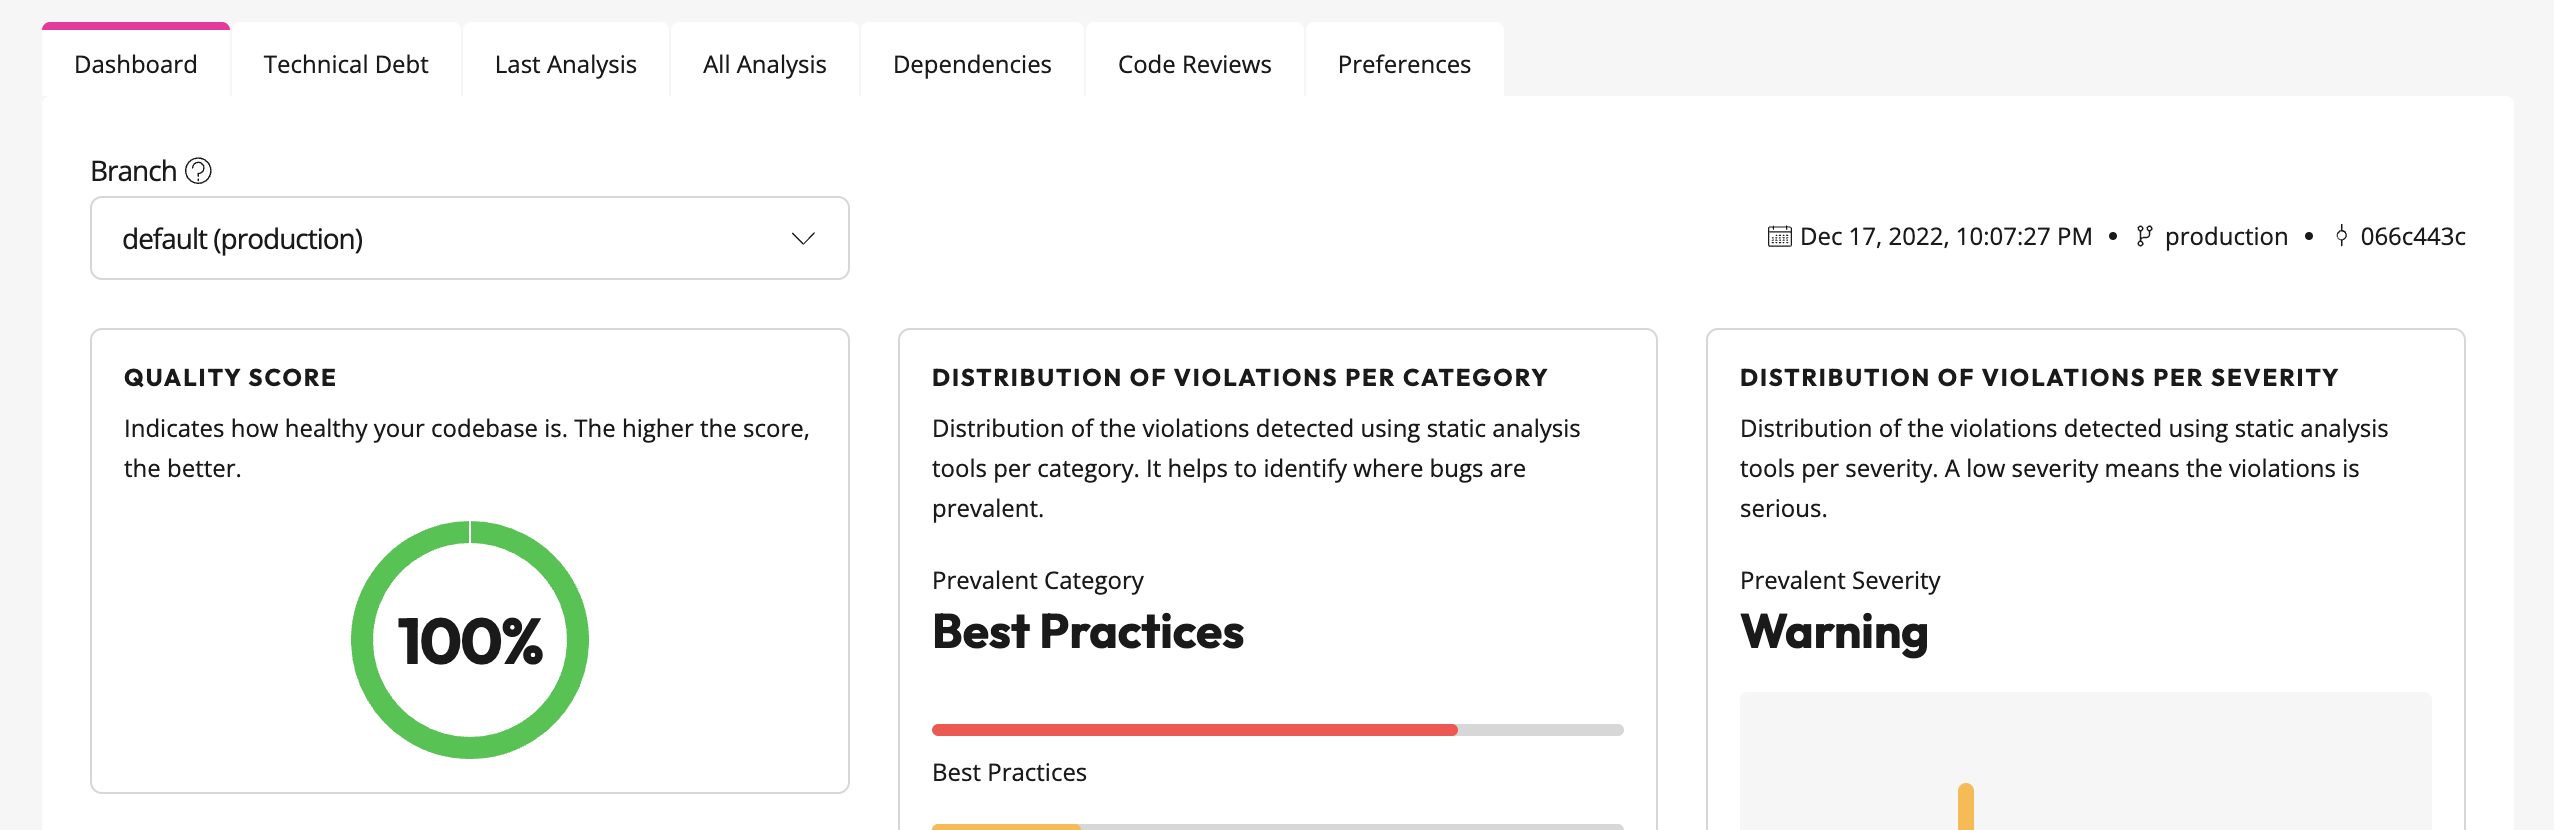 Dashboard
Technical Debt
Last Analysis
All Analysis
Dependencies
Code Reviews
Preferences
Branch
default (production)
Dec 17, 2022, 10:07:27 PM • production • 066c443c
QUALITY SCORE
Indicates how healthy your codebase is. The higher the score,
the better.
100%
DISTRIBUTION OF VIOLATIONS PER CATEGORY
Distribution of the violations detected using static analysis
tools per category. It helps to identify where bugs are
prevalent.
Prevalent Category
Best Practices
Best Practices
DISTRIBUTION OF VIOLATIONS PER SEVERITY
Distribution of the violations detected using static analysis
tools per severity. A low severity means the violations is
serious.
Prevalent Severity
Warning